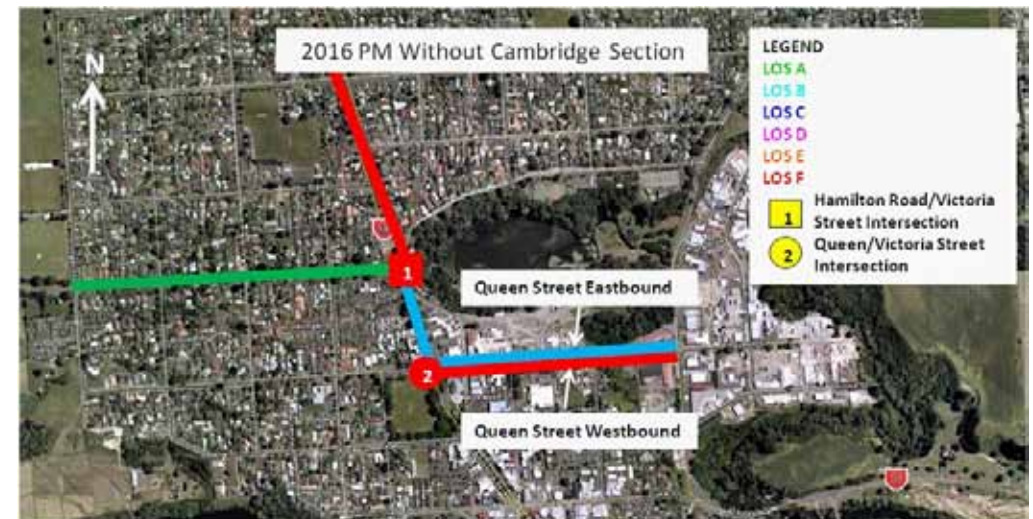 2016 PM Without Cambridge Section
N
LEGEND
LOS A
LOS B
LOS C
LOS D
LOS E
LOS F
1 Hamilton Road/Victoria
Street Intersection
2 Queen/Victoria Street
Intersection
1
Queen Street Eastbound
2
Queen Street Westbound